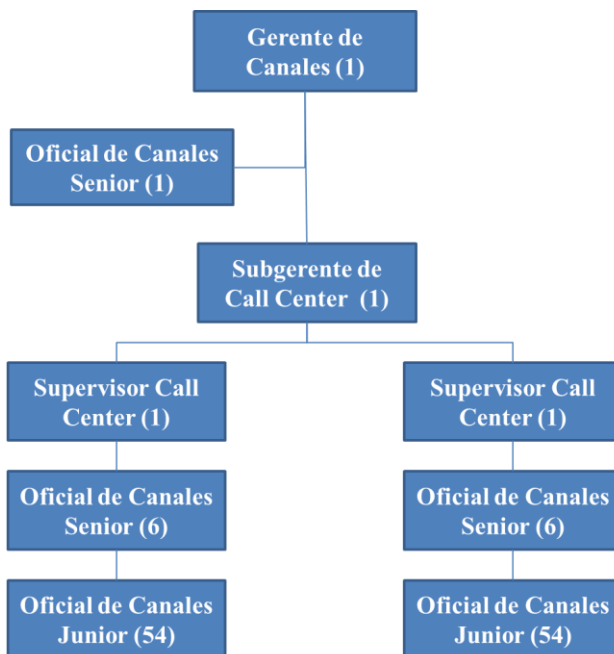 Gerente de
Canales (1)
Oficial de Canales
Senior (1)
Subgerente de
Call Center (1)
Supervisor Call
Center (1)
Supervisor Call
Center (1)
Oficial de Canales
Senior (6)
Oficial de Canales
Senior (6)
Oficial de Canales
Junior (54)
Oficial de Canales
Junior (54)